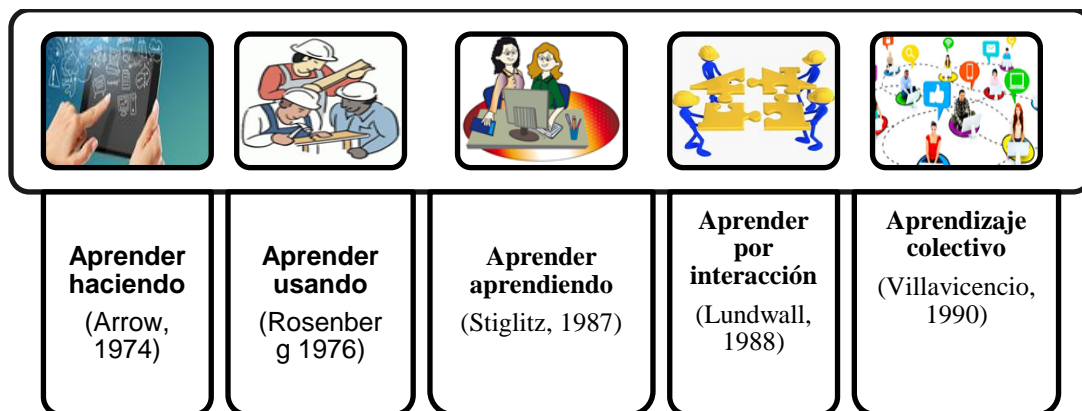 Aprender
haciendo
(Arrow,
1974)
Aprender
usando
(Rosenber
g 1976)
Aprender
aprendiendo
(Stiglitz, 1987)
Aprender
por
interacción
(Lundwall,
1988)
Aprendizaje
colectivo
(Villavicencio,
1990)